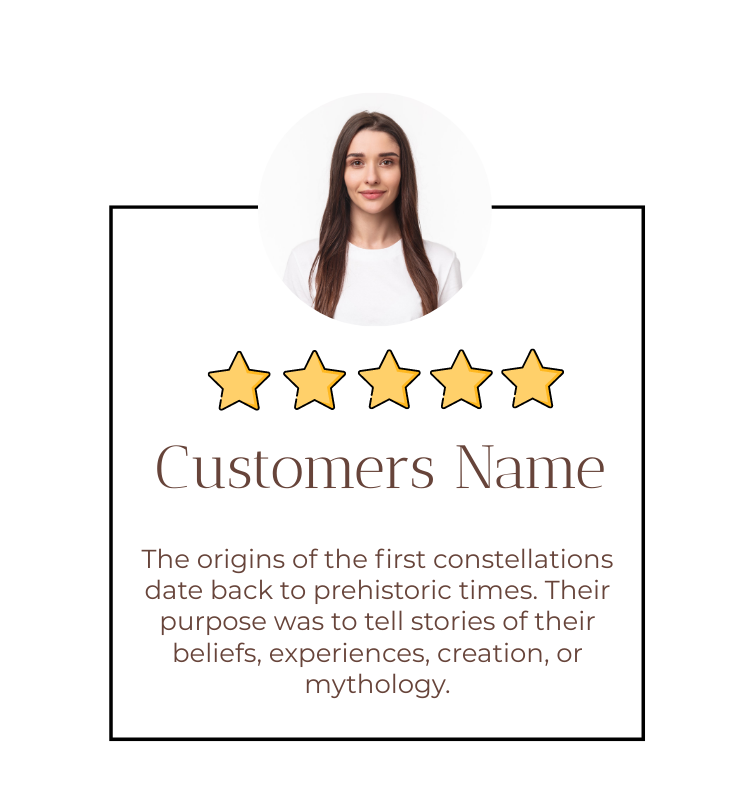 Customers Name
The origins of the first constellations
date back to prehistoric times. Their
purpose was to tell stories of their
beliefs, experiences, creation, or
mythology.